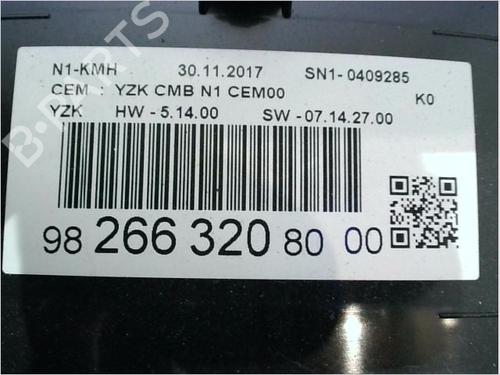 N1-KMH 30.11.2017 SN1- 0409285
CEM : YZK CMB N1 CEM00 K0
YZK HW - 5.14.00 SW - 07.14.27.00
98 266 320 80 00
B-PARTS